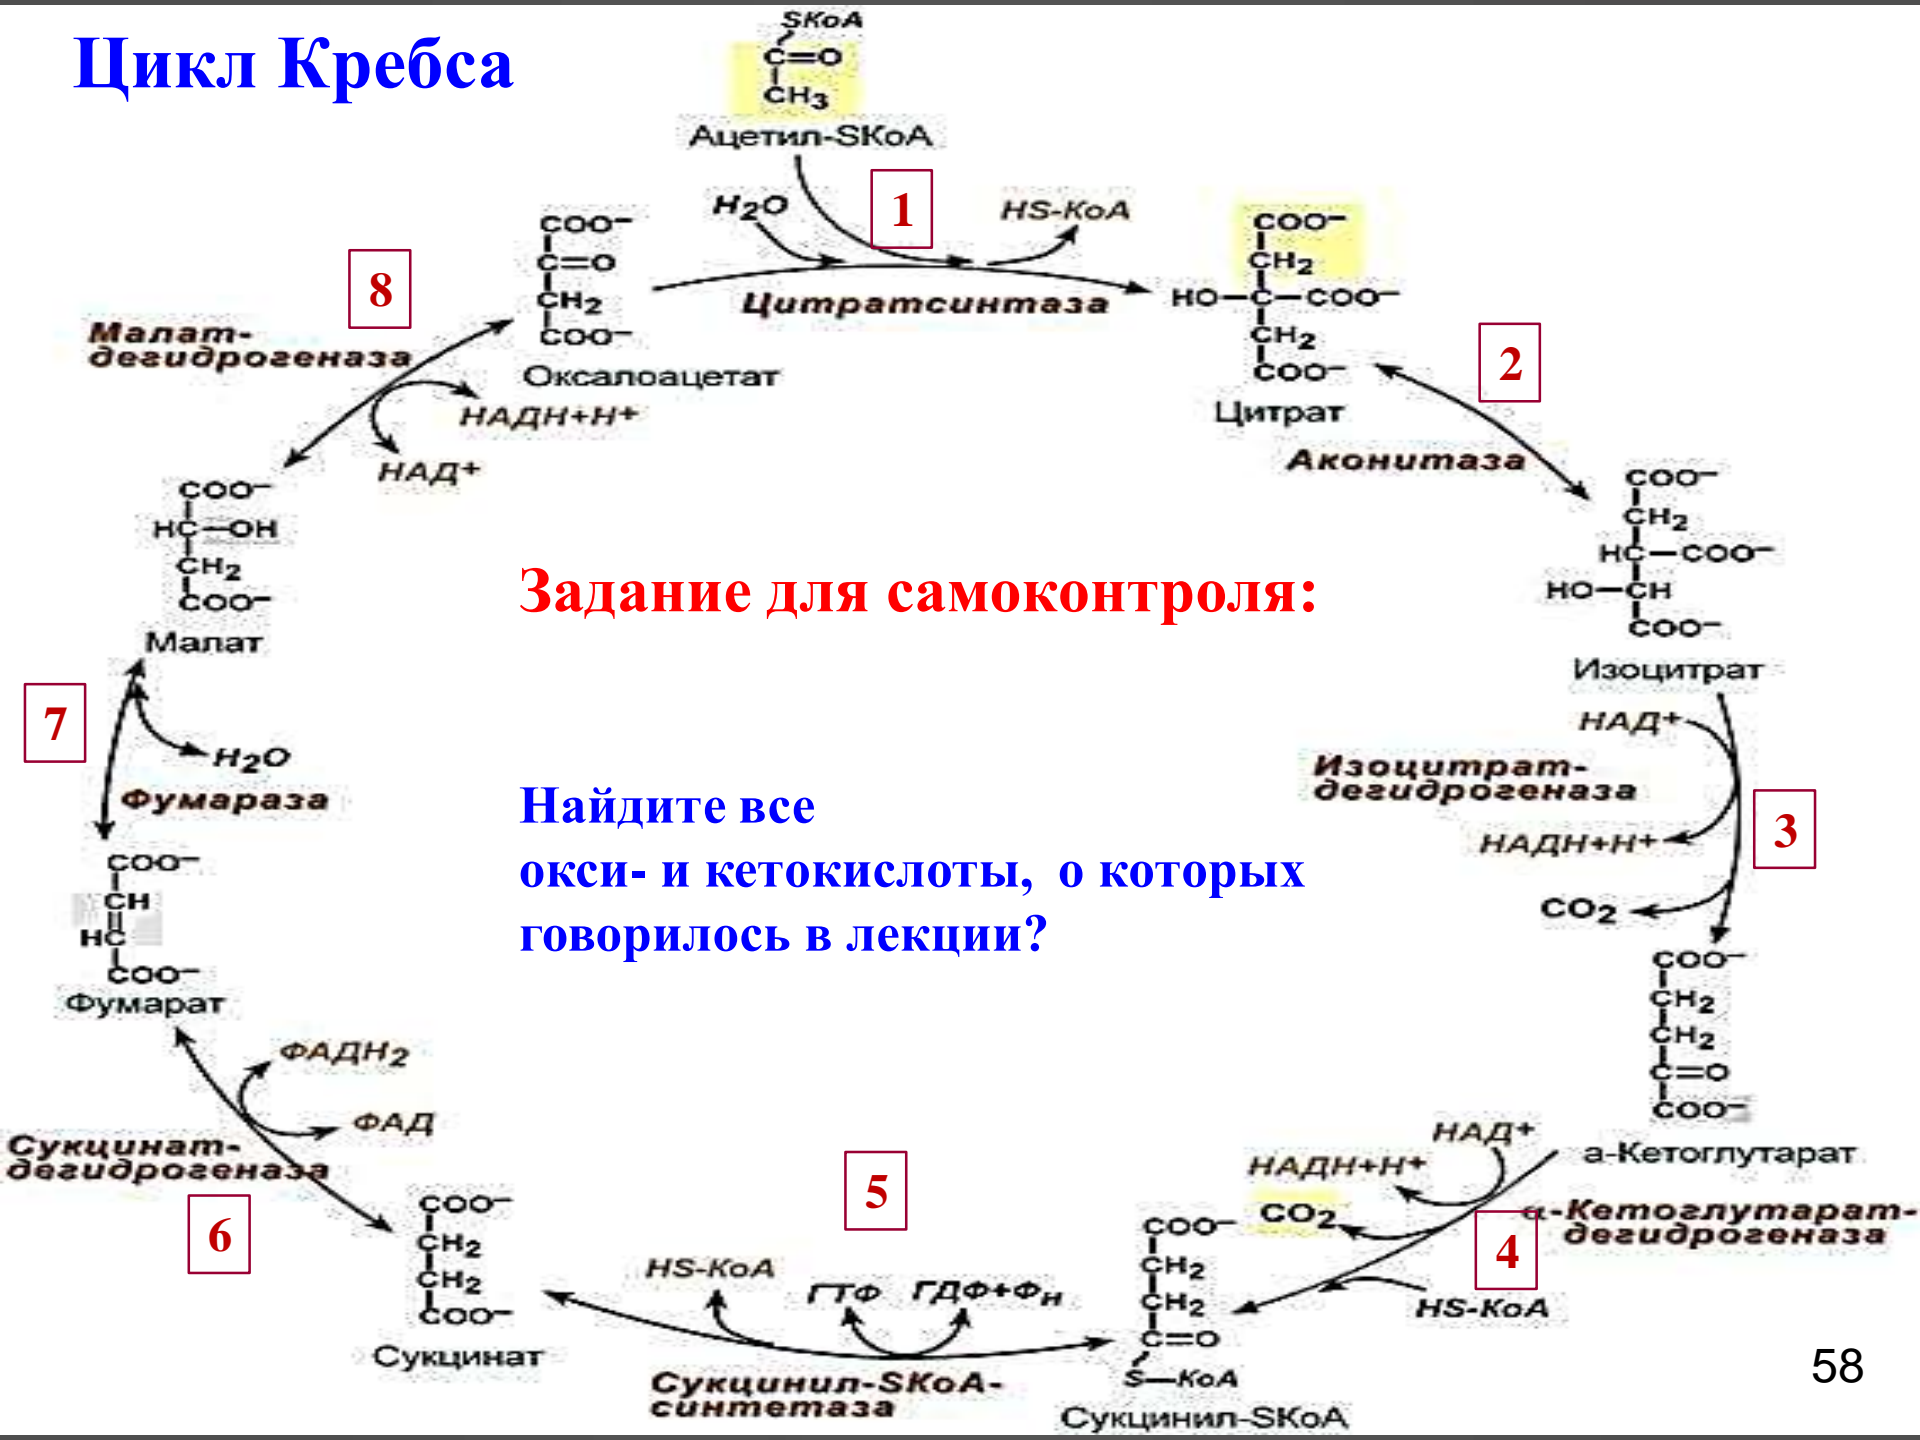 Цикл Кребса
SKoA
C=O
CH3
Ацетил-SKoA
1
H2O
HS-KoA
Цитратсинтаза
COO–
C=O
CH2
COO–
Оксалоацетат
COO–
CH2
HO–C–COO–
CH2
COO–
Цитрат
2
Аконитаза
8
Малат-
дегидрогеназа
НАДН+Н+
НАД+
COO–
HC–OH
CH2
COO–
Малат
COO–
CH2
HC–COO–
HO–CH
COO–
Изоцитрат
Задание для самоконтроля:
7
H2O
Фумараза
НАД+
Изоцитрат-
дегидрогеназа
НАДН+Н+
3
CO2
Найдите все
окси- и кетокислоты, о которых
говорилось в лекции?
COO–
CH
HC
COO–
Фумарат
COO–
CH2
CH2
C=O
COO–
a-Кетоглутарат
ФАДН2
ФАД
Сукцинат-
дегидрогеназа
6
НАД+
НАДН+Н+
CO2
α-Кетоглутарат-
дегидрогеназа
4
HS-KoA
COO–
CH2
CH2
COO–
Сукцинат
5
HS-KoA
ГТФ
ГДФ+Фн
Сукцинил-SKoA-
синтетаза
COO–
CH2
CH2
C=O
S–KoA
Сукцинил-SKoA
58